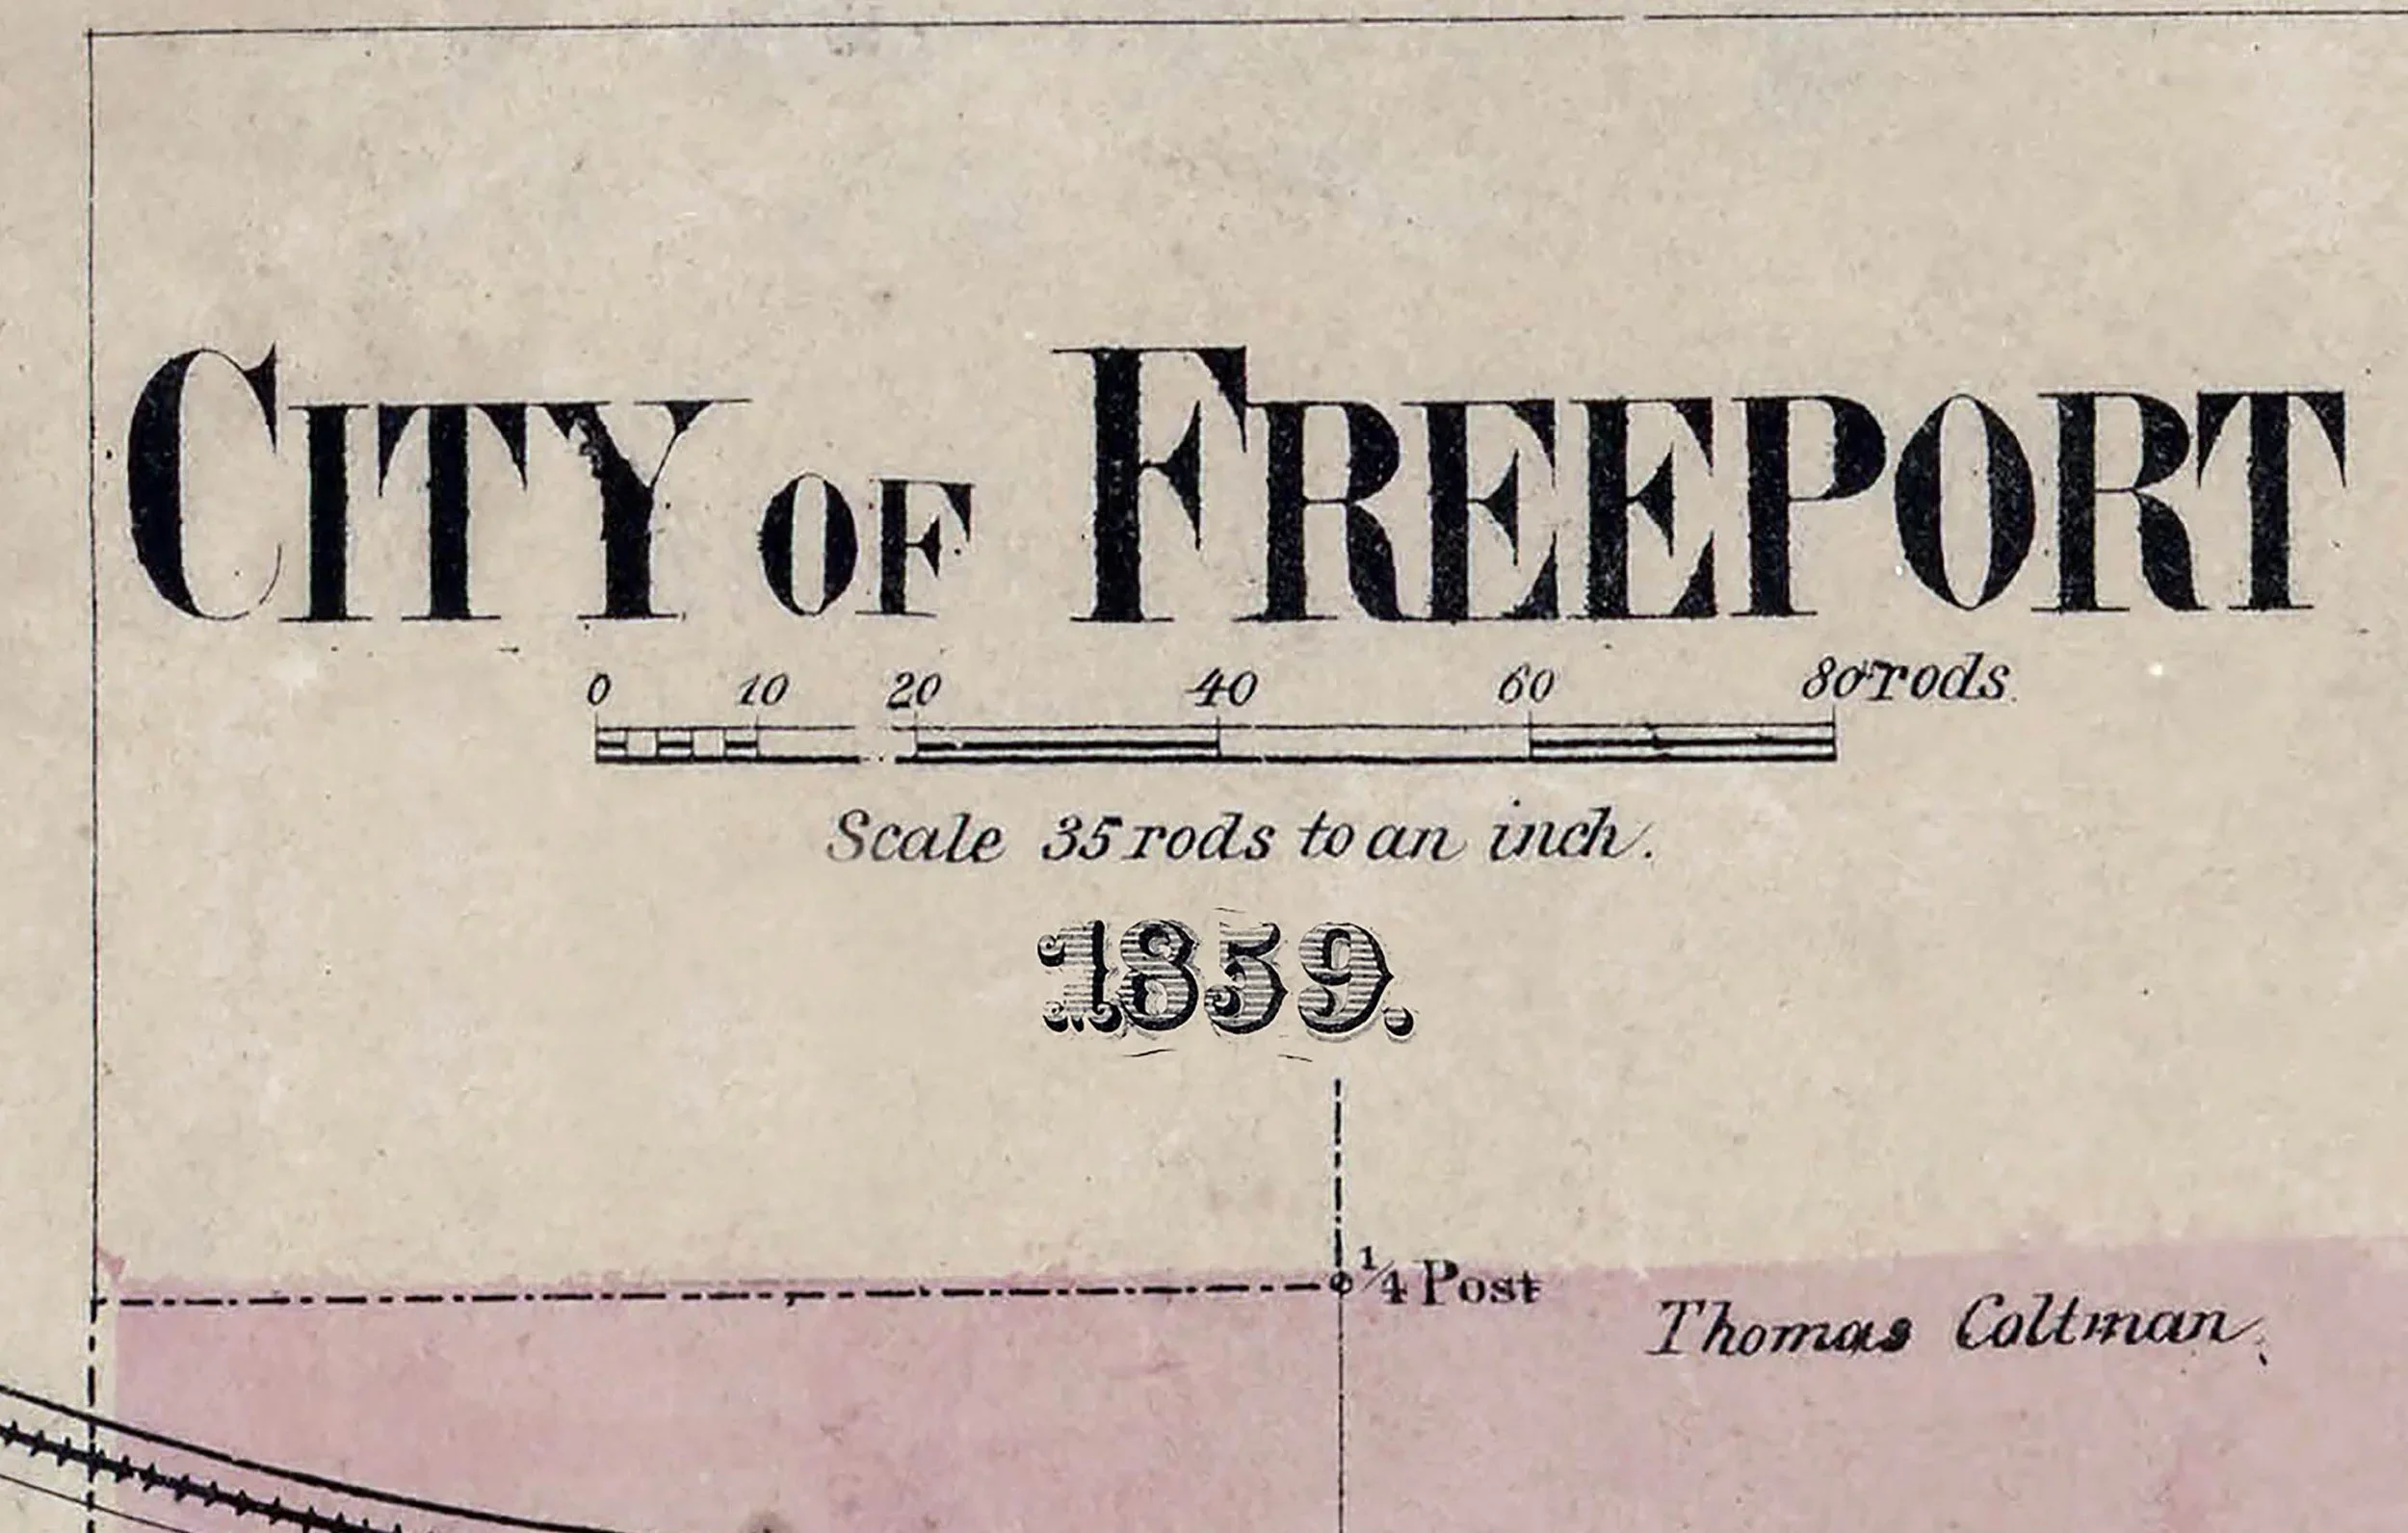 CITY OF FREEPORT
0 10 20 40 60 80 rods.
Scale 35 rods to an inch.
1859.
1/4 Post
Thomas Coltman.